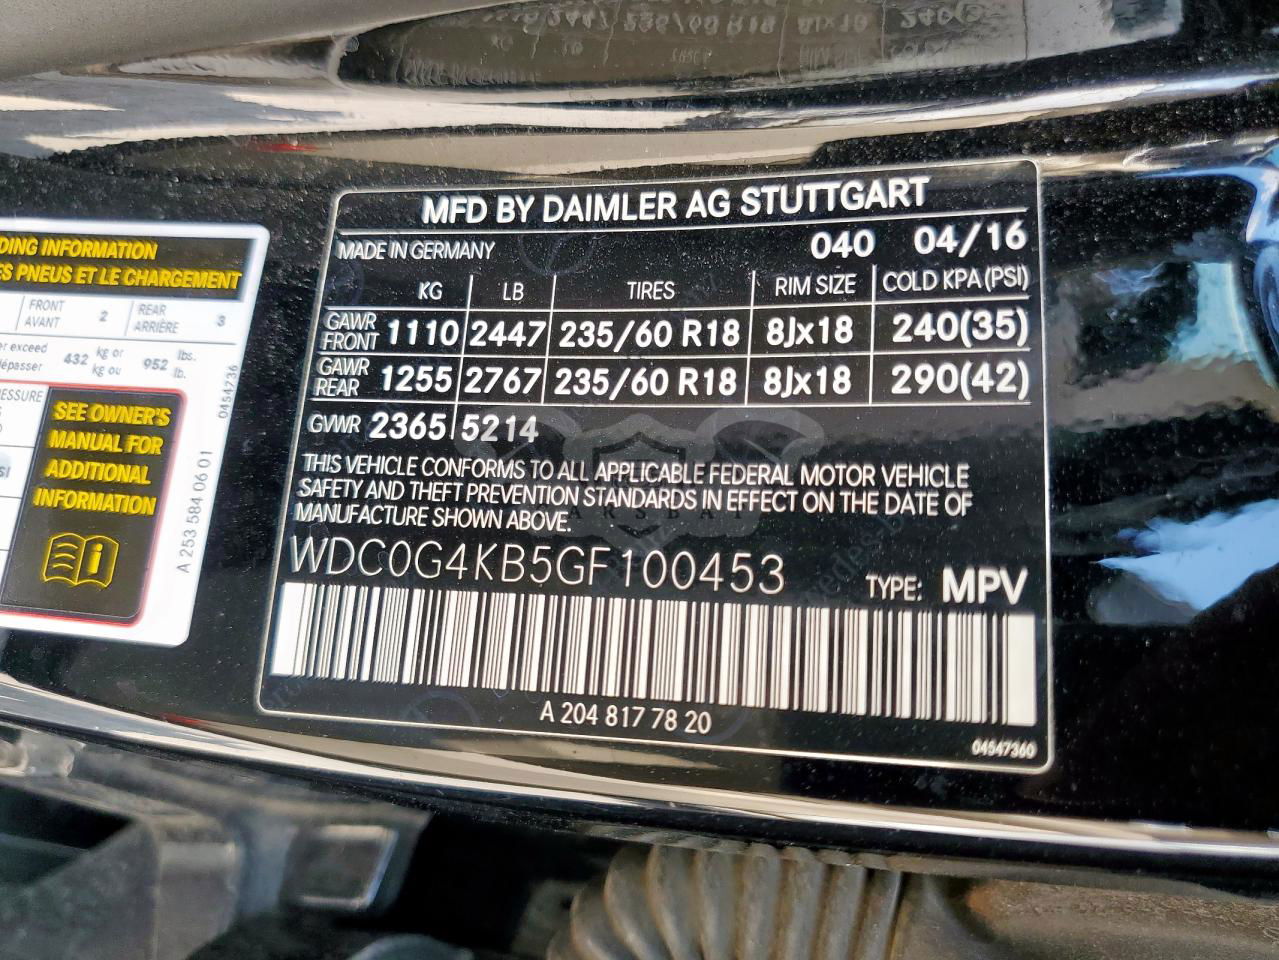 DING INFORMATION
ES PNEUS ET LE CHARGEMENT
FRONT AVANT 2 REAR ARRIÈRE 3
er exceed 432 kg or 952 lbs.
dépasser kg ou lb.
RESSURE
SEE OWNER'S
MANUAL FOR
ADDITIONAL
INFORMATION
0454736
A 253 584 06 01
MFD BY DAIMLER AG STUTTGART
MADE IN GERMANY 040 04/16
KG LB TIRES RIM SIZE COLD KPA (PSI)
GAWR FRONT 1110 2447 235/60 R18 8Jx18 240(35)
GAWR REAR 1255 2767 235/60 R18 8Jx18 290(42)
GVWR 2365 5214
THIS VEHICLE CONFORMS TO ALL APPLICABLE FEDERAL MOTOR VEHICLE
SAFETY AND THEFT PREVENTION STANDARDS IN EFFECT ON THE DATE OF
MANUFACTURE SHOWN ABOVE.
WDC0G4KB5GF100453 TYPE: MPV
A 204 817 78 20
04547360